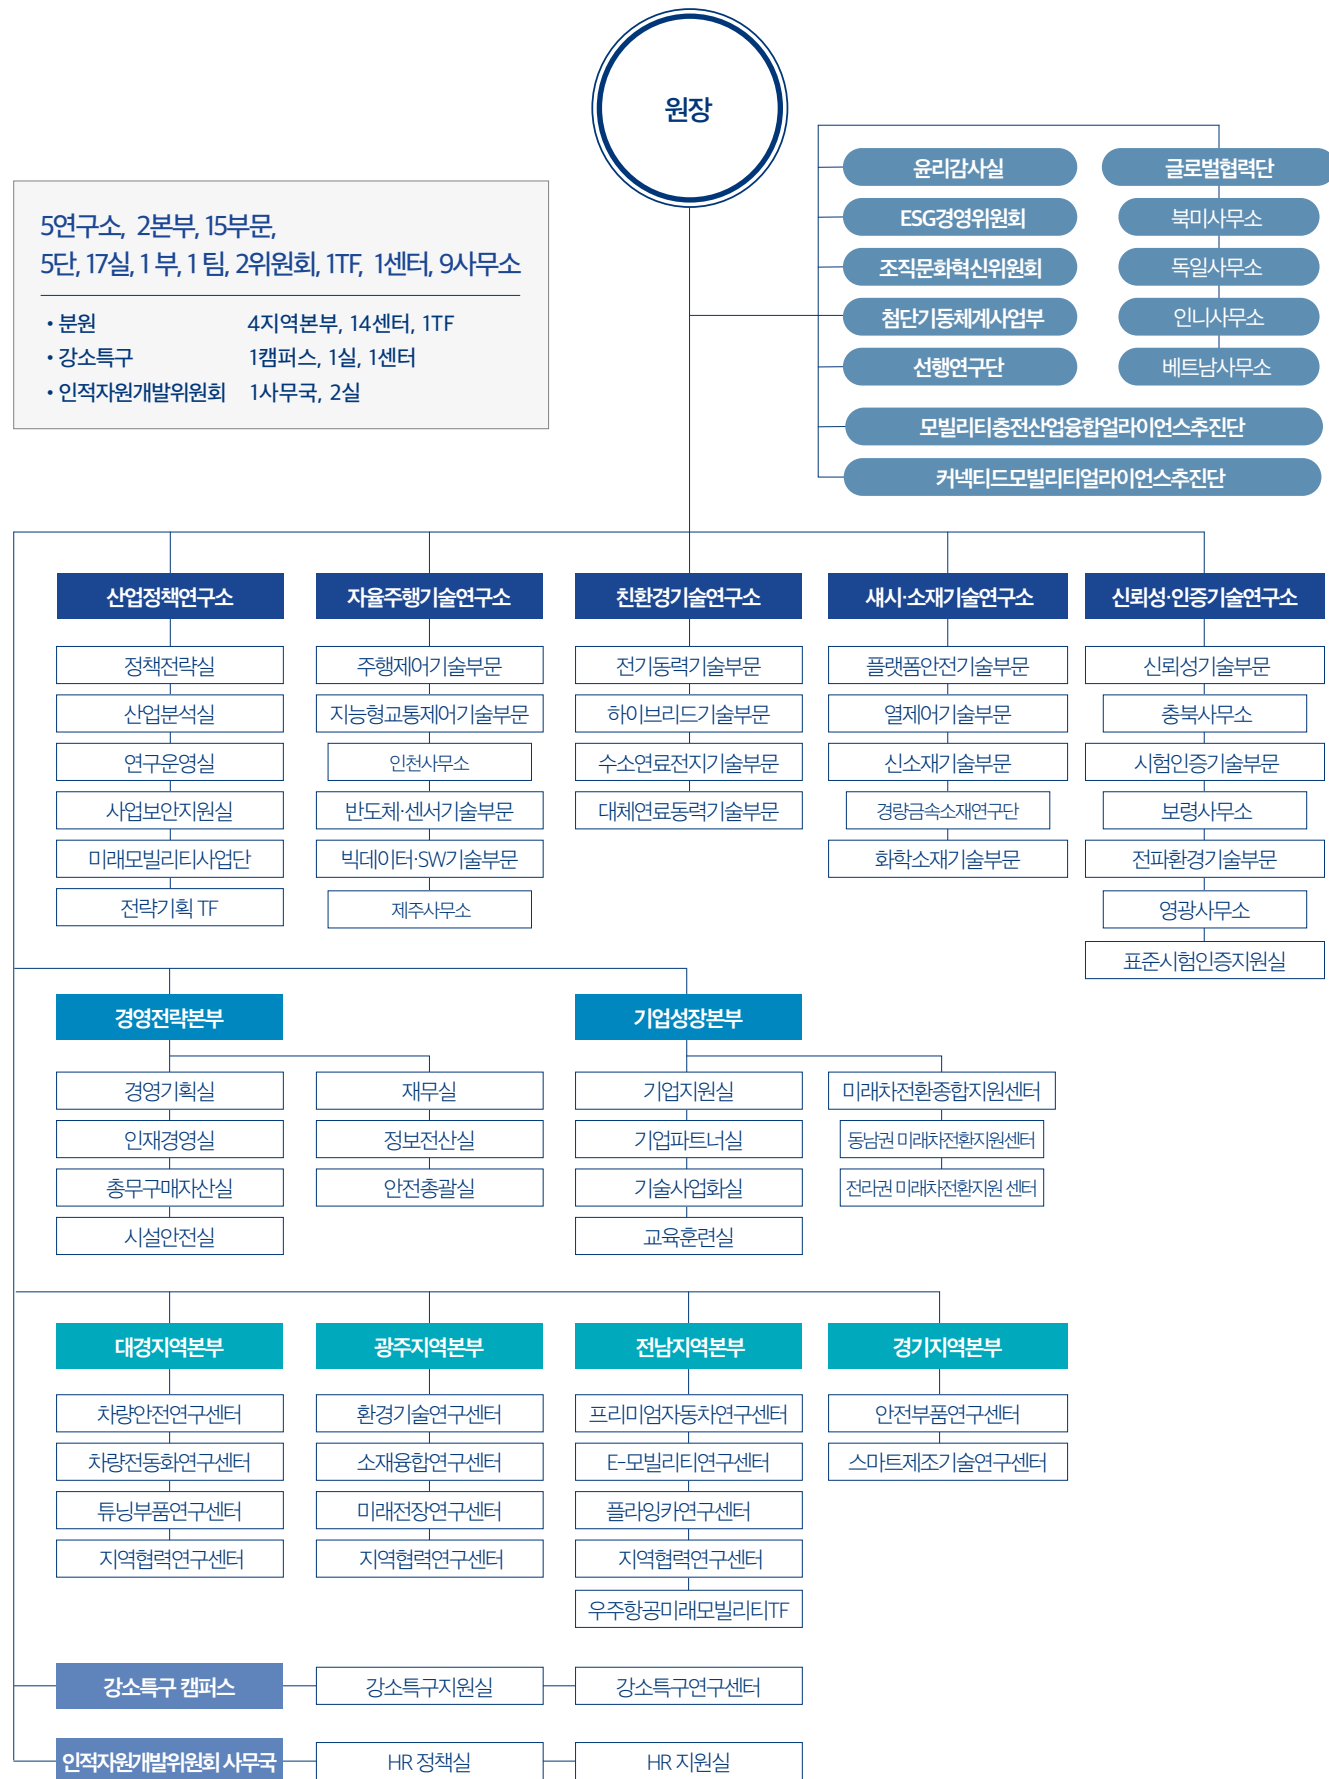 원장
윤리감사실
ESG경영위원회
조직문화혁신위원회
첨단기동체계사업부
선행연구단
글로벌협력단
북미사무소
독일사무소
인니사무소
베트남사무소
모빌리티충전산업융합얼라이언스추진단
커넥티드모빌리티얼라이언스추진단
5연구소, 2본부, 15부문,
5단, 17실, 1 부, 1 팀, 2위원회, 1TF, 1센터, 9사무소
• 분원 4지역본부, 14센터, 1TF
• 강소특구 1캠퍼스, 1실, 1센터
• 인적자원개발위원회 1사무국, 2실
산업정책연구소
정책전략실
산업분석실
연구운영실
사업보안지원실
미래모빌리티사업단
전략기획 TF
자율주행기술연구소
주행제어기술부문
지능형교통제어기술부문
인천사무소
반도체·센서기술부문
빅데이터·SW기술부문
제주사무소
친환경기술연구소
전기동력기술부문
하이브리드기술부문
수소연료전지기술부문
대체연료동력기술부문
섀시·소재기술연구소
플랫폼안전기술부문
열제어기술부문
신소재기술부문
경량금속소재연구단
화학소재기술부문
신뢰성·인증기술연구소
신뢰성기술부문
충북사무소
시험인증기술부문
보령사무소
전파환경기술부문
영광사무소
표준시험인증지원실
경영전략본부
경영기획실
인재경영실
총무구매자산실
시설안전실
재무실
정보전산실
안전총괄실
기업성장본부
기업지원실
기업파트너실
기술사업화실
교육훈련실
미래차전환종합지원센터
동남권 미래차전환지원센터
전라권 미래차전환지원 센터
대경지역본부
차량안전연구센터
차량전동화연구센터
튜닝부품연구센터
지역협력연구센터
광주지역본부
환경기술연구센터
소재융합연구센터
미래전장연구센터
지역협력연구센터
전남지역본부
프리미엄자동차연구센터
E-모빌리티연구센터
플라잉카연구센터
지역협력연구센터
우주항공미래모빌리티TF
경기지역본부
안전부품연구센터
스마트제조기술연구센터
강소특구 캠퍼스
강소특구지원실
강소특구연구센터
인적자원개발위원회 사무국
HR 정책실
HR 지원실